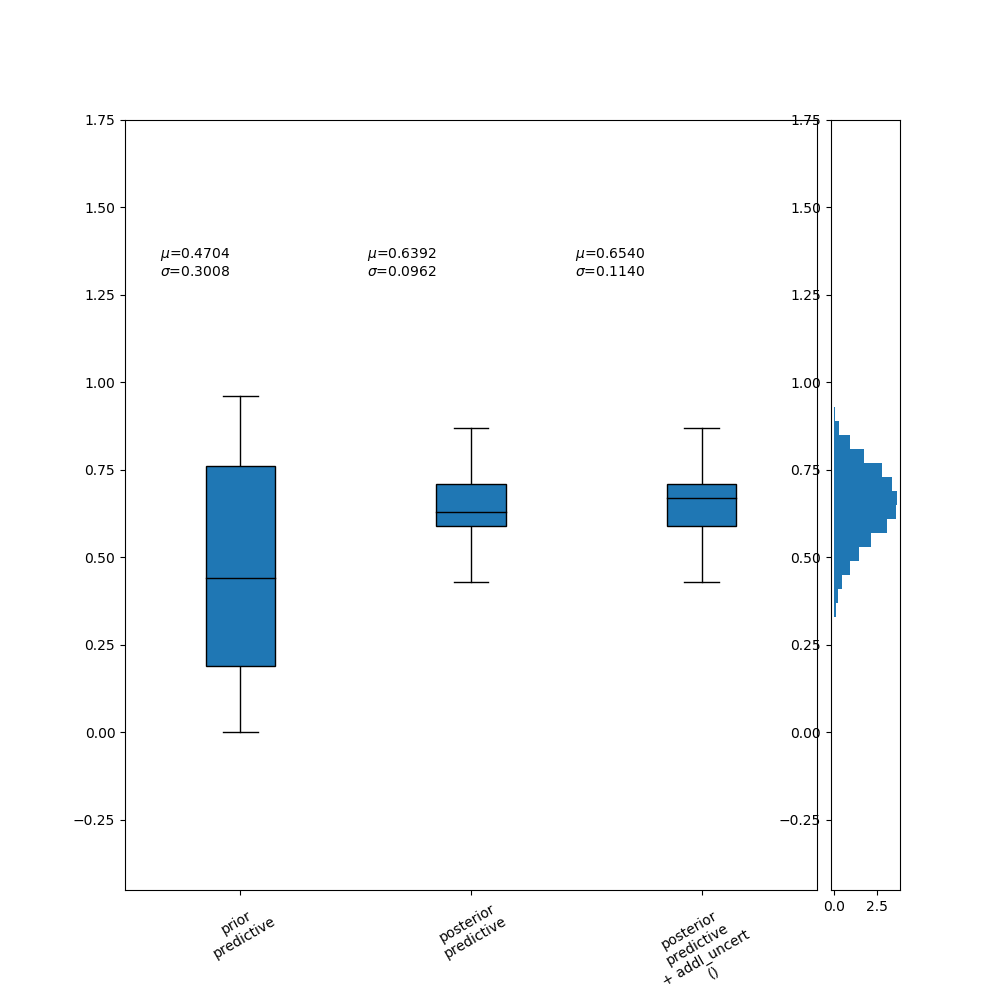 1.75
1.50
1.25
1.00
0.75
0.50
0.25
0.00
−0.25
μ=0.4704
σ=0.3008
μ=0.6392
σ=0.0962
μ=0.6540
σ=0.1140
prior
predictive
posterior
predictive
posterior
predictive
+ addl_uncert
()
1.75
1.50
1.25
1.00
0.75
0.50
0.25
0.00
−0.25
0.0 2.5